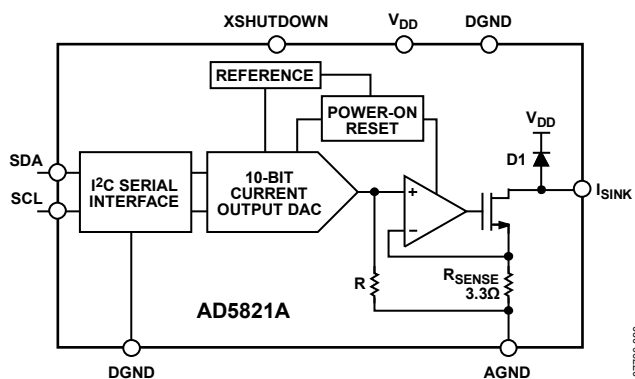 XSHUTDOWN
V_DD
DGND
REFERENCE
POWER-ON
RESET
V_DD
D1
SDA
SCL
I²C SERIAL
INTERFACE
10-BIT
CURRENT
OUTPUT DAC
+
–
I_SINK
R
R_SENSE
3.3Ω
AD5821A
DGND
AGND